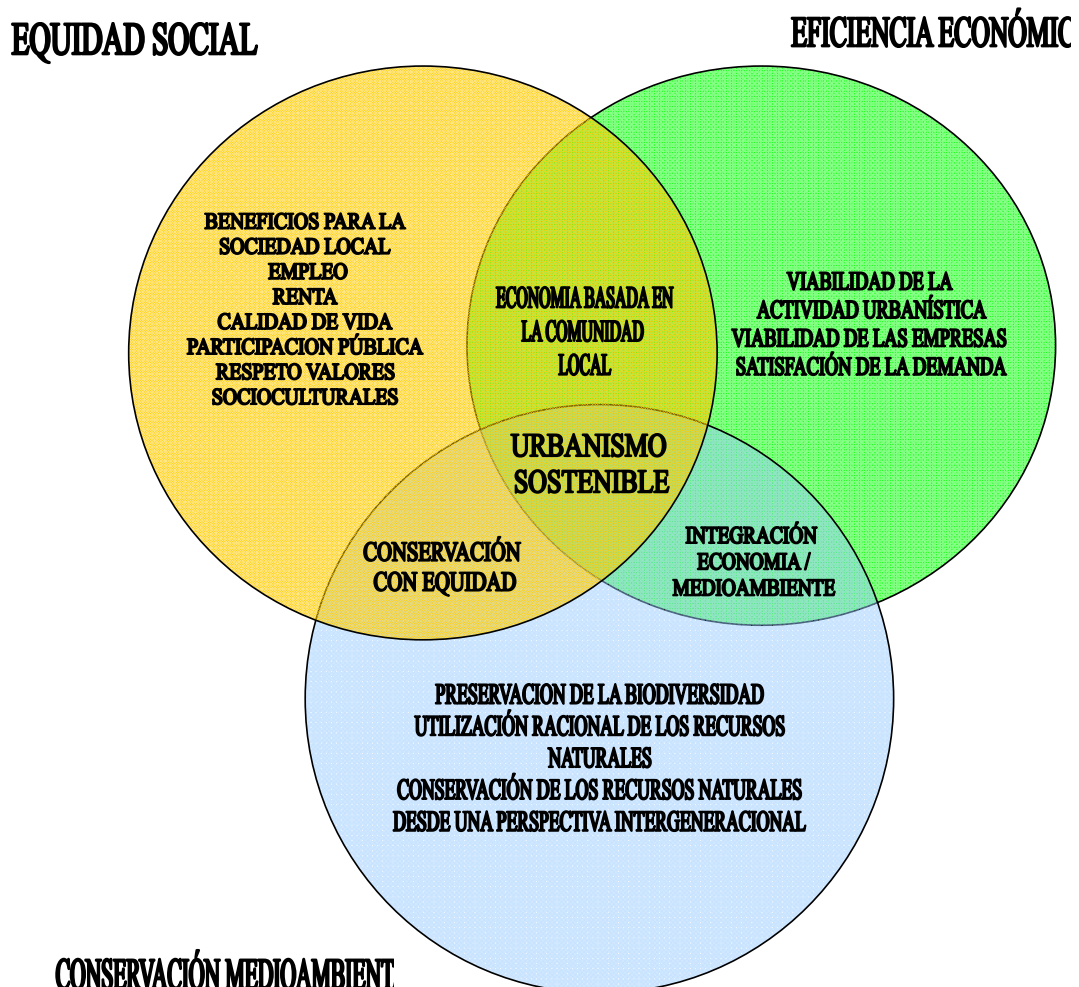 EQUIDAD SOCIAL
EFICIENCIA ECONÓMIC
BENEFICIOS PARA LA
SOCIEDAD LOCAL
EMPLEO
RENTA
CALIDAD DE VIDA
PARTICIPACION PÚBLICA
RESPETO VALORES
SOCIOCULTURALES
ECONOMIA BASADA EN
LA COMUNIDAD
LOCAL
VIABILIDAD DE LA
ACTIVIDAD URBANÍSTICA
VIABILIDAD DE LAS EMPRESAS
SATISFACIÓN DE LA DEMANDA
URBANISMO
SOSTENIBLE
CONSERVACIÓN
CON EQUIDAD
INTEGRACIÓN
ECONOMIA /
MEDIOAMBIENTE
PRESERVACION DE LA BIODIVERSIDAD
UTILIZACIÓN RACIONAL DE LOS RECURSOS
NATURALES
CONSERVACIÓN DE LOS RECURSOS NATURALES
DESDE UNA PERSPECTIVA INTERGENERACIONAL
CONSERVACIÓN MEDIOAMBIENT